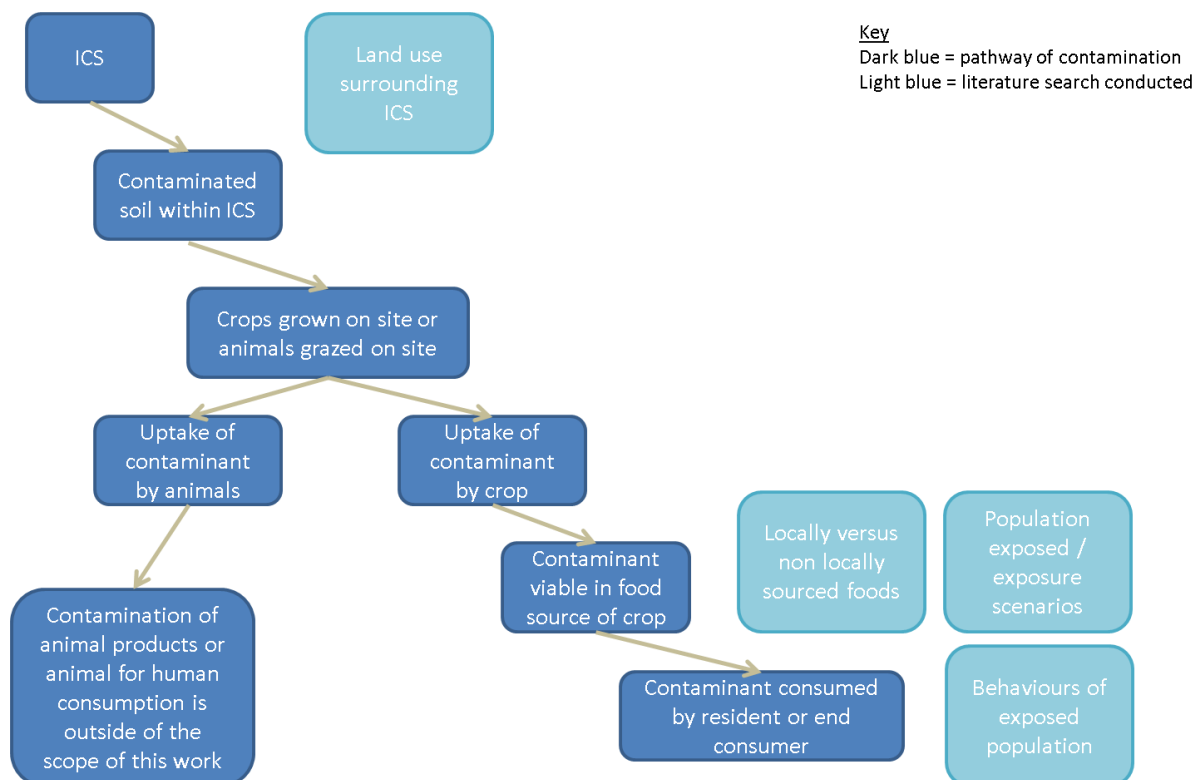 ICS
Land use
surrounding
ICS
Key
Dark blue = pathway of contamination
Light blue = literature search conducted
Contaminated
soil within ICS
Crops grown on site or
animals grazed on site
Uptake of
contaminant
by animals
Uptake of
contaminant
by crop
Locally versus
non locally
sourced foods
Population
exposed /
exposure
scenarios
Contaminant
viable in food
source of crop
Contamination of
animal products or
animal for human
consumption is
outside of the
scope of this work
Contaminant consumed
by resident or end
consumer
Behaviours of
exposed
population